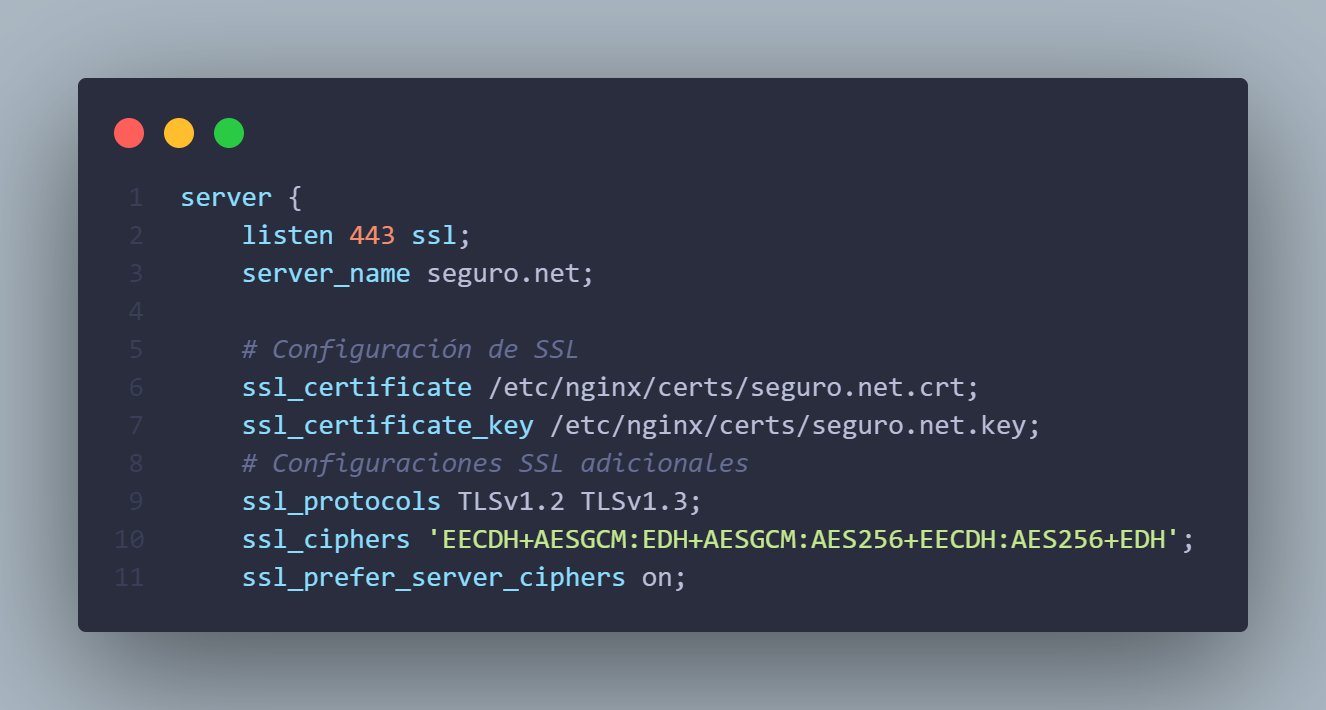 1 server {
2     listen 443 ssl;
3     server_name seguro.net;
4
5     # Configuración de SSL
6     ssl_certificate /etc/nginx/certs/seguro.net.crt;
7     ssl_certificate_key /etc/nginx/certs/seguro.net.key;
8     # Configuraciones SSL adicionales
9     ssl_protocols TLSv1.2 TLSv1.3;
10     ssl_ciphers 'EECDH+AESGCM:EDH+AESGCM:AES256+EECDH:AES256+EDH';
11     ssl_prefer_server_ciphers on;